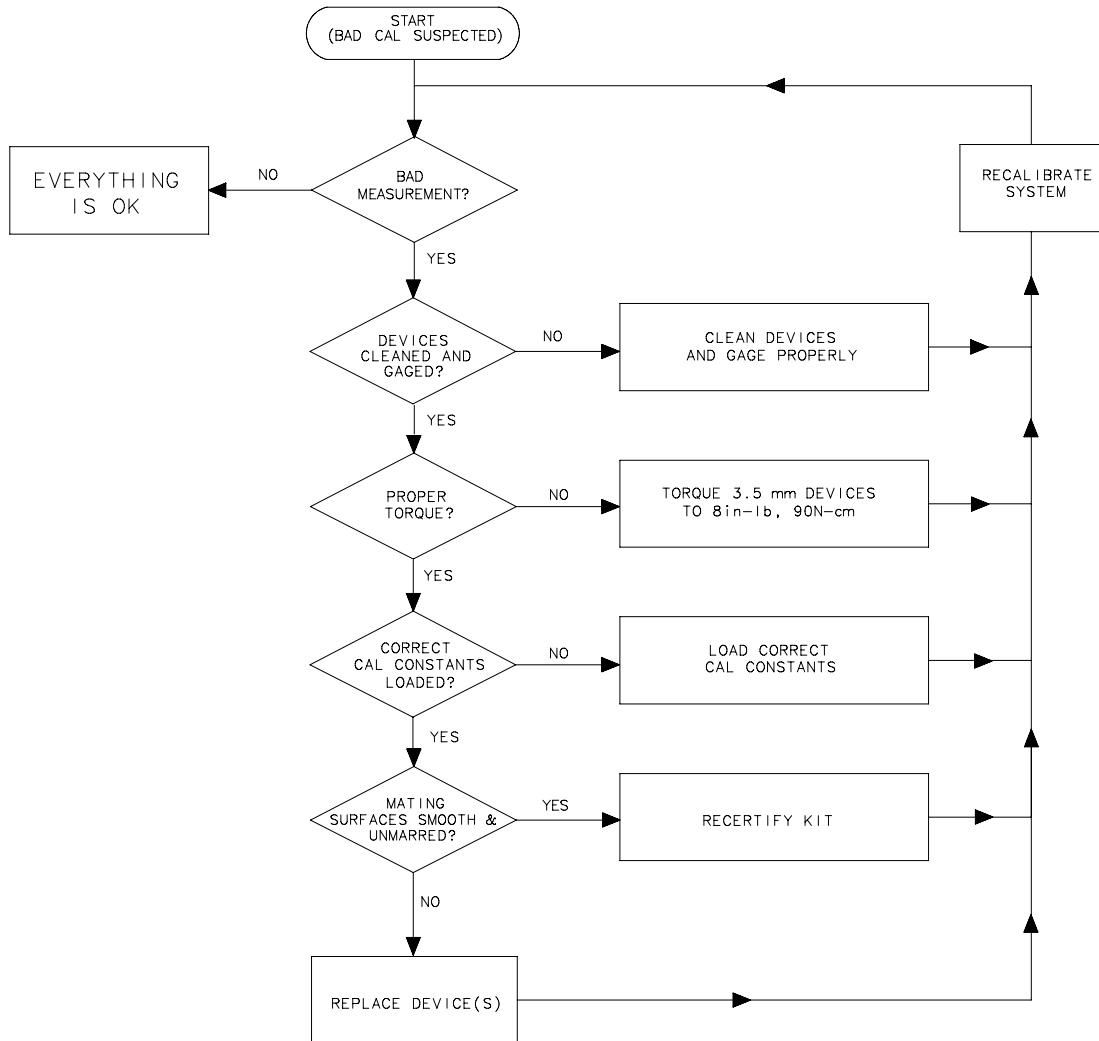 START
(BAD CAL SUSPECTED)
BAD
MEASUREMENT?
NO
EVERYTHING
IS OK
RECALIBRATE
SYSTEM
YES
DEVICES
CLEANED AND
GAGED?
NO
CLEAN DEVICES
AND GAGE PROPERLY
YES
PROPER
TORQUE?
NO
TORQUE 3.5 mm DEVICES
TO 8in-lb, 90N-cm
YES
CORRECT
CAL CONSTANTS
LOADED?
NO
LOAD CORRECT
CAL CONSTANTS
YES
MATING
SURFACES SMOOTH &
UNMARRED?
YES
RECERTIFY KIT
NO
REPLACE DEVICE(S)